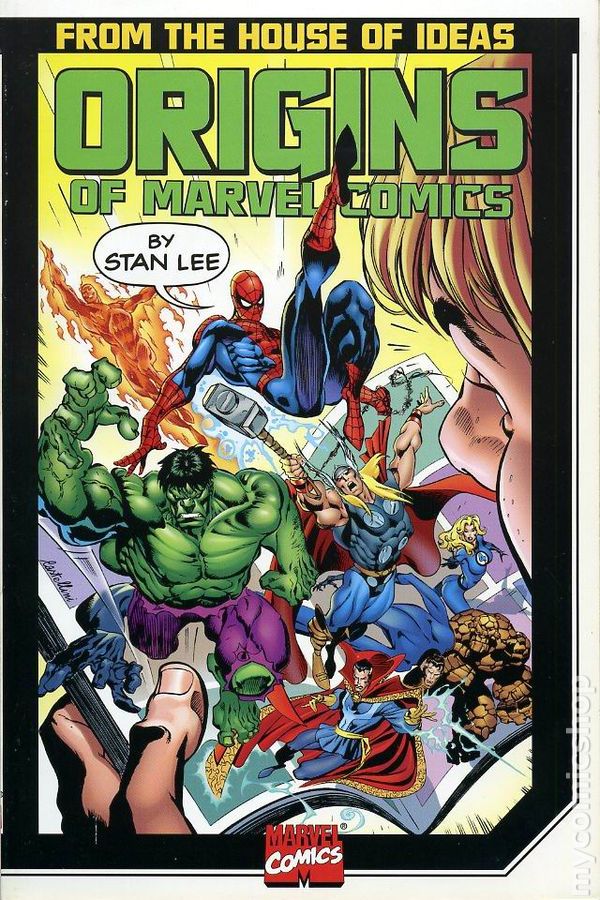 FROM THE HOUSE OF IDEAS
ORIGINS
OF MARVEL COMICS
BY
STAN LEE
MARVEL®
COMICS
M
mycomicshop